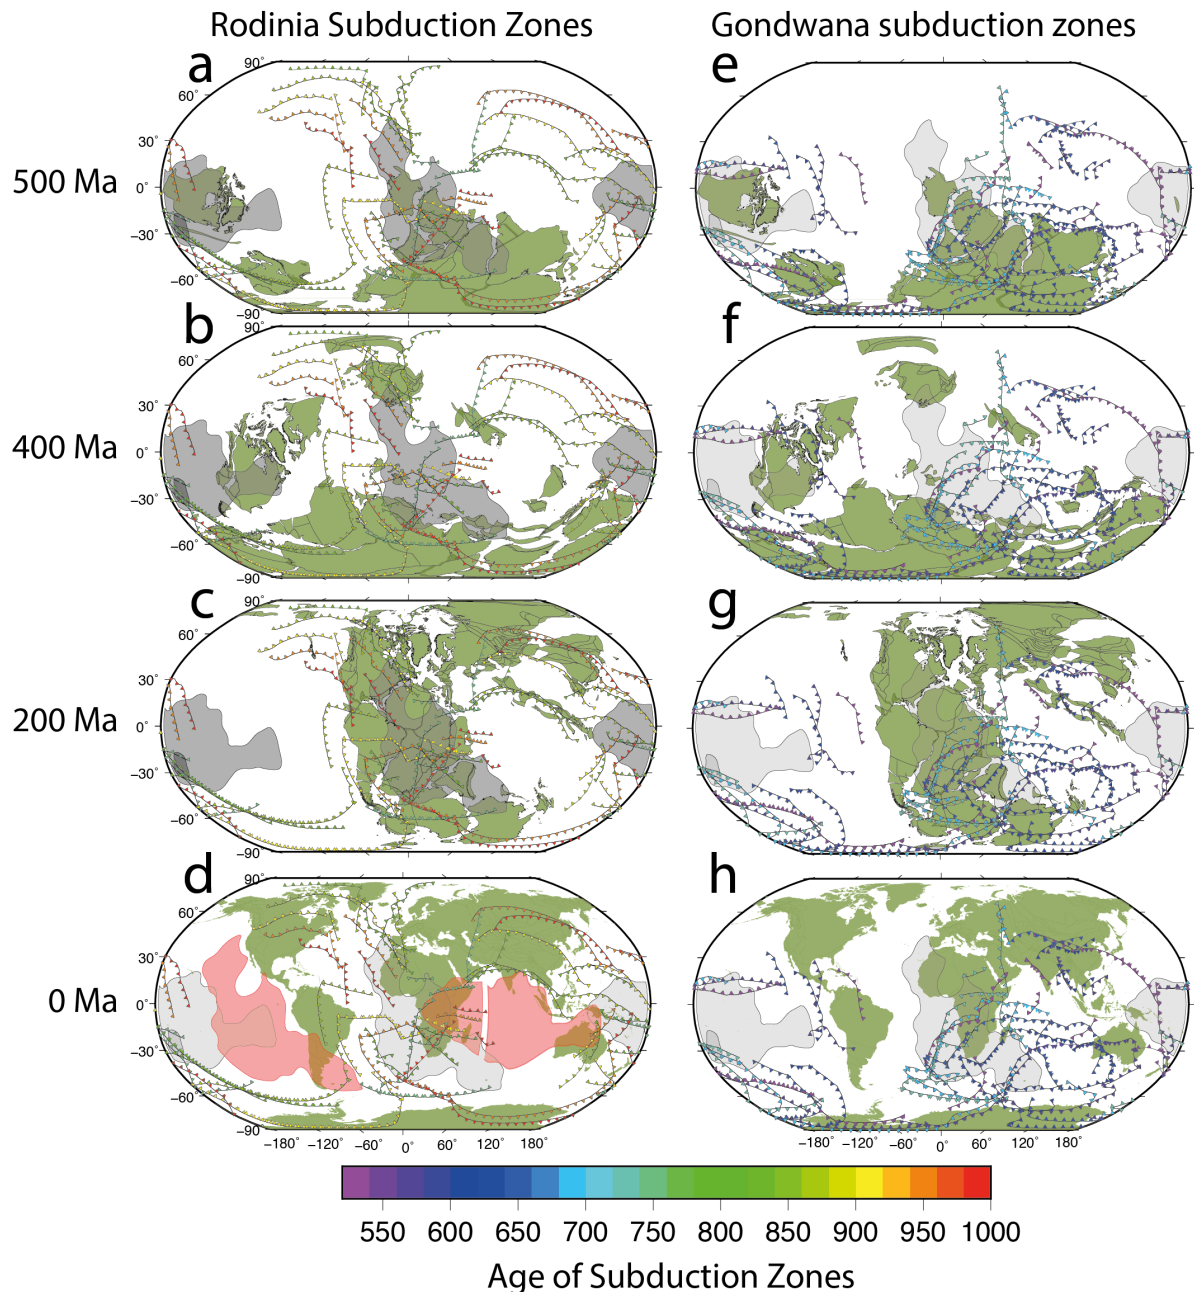 Rodinia Subduction Zones
Gondwana subduction zones
a
e
90°
60°
30°
500 Ma
0°
−30°
−60°
−90
b
f
90°
60°
30°
400 Ma
0°
−30°
−60°
−90
c
g
90°
60°
30°
200 Ma
0°
−30°
−60°
−90
d
h
90°
60°
30°
0 Ma
0°
−30°
−60°
−90
−180° −120° −60° 0° 60° 120° 180°
−180° −120° −60° 0° 60° 120° 180°
550 600 650 700 750 800 850 900 950 1000
Age of Subduction Zones